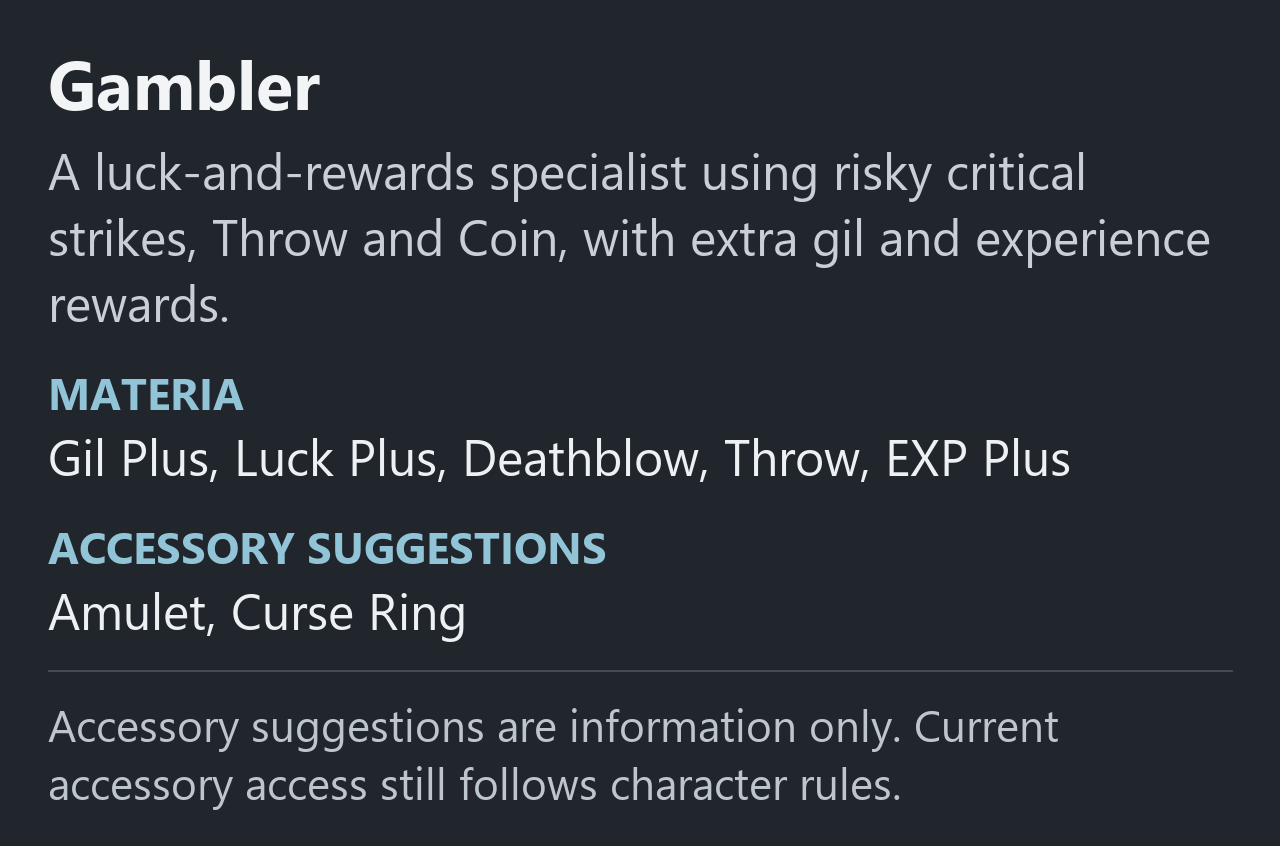 Gambler
A luck-and-rewards specialist using risky critical
strikes, Throw and Coin, with extra gil and experience
rewards.
MATERIA
Gil Plus, Luck Plus, Deathblow, Throw, EXP Plus
ACCESSORY SUGGESTIONS
Amulet, Curse Ring
Accessory suggestions are information only. Current
accessory access still follows character rules.